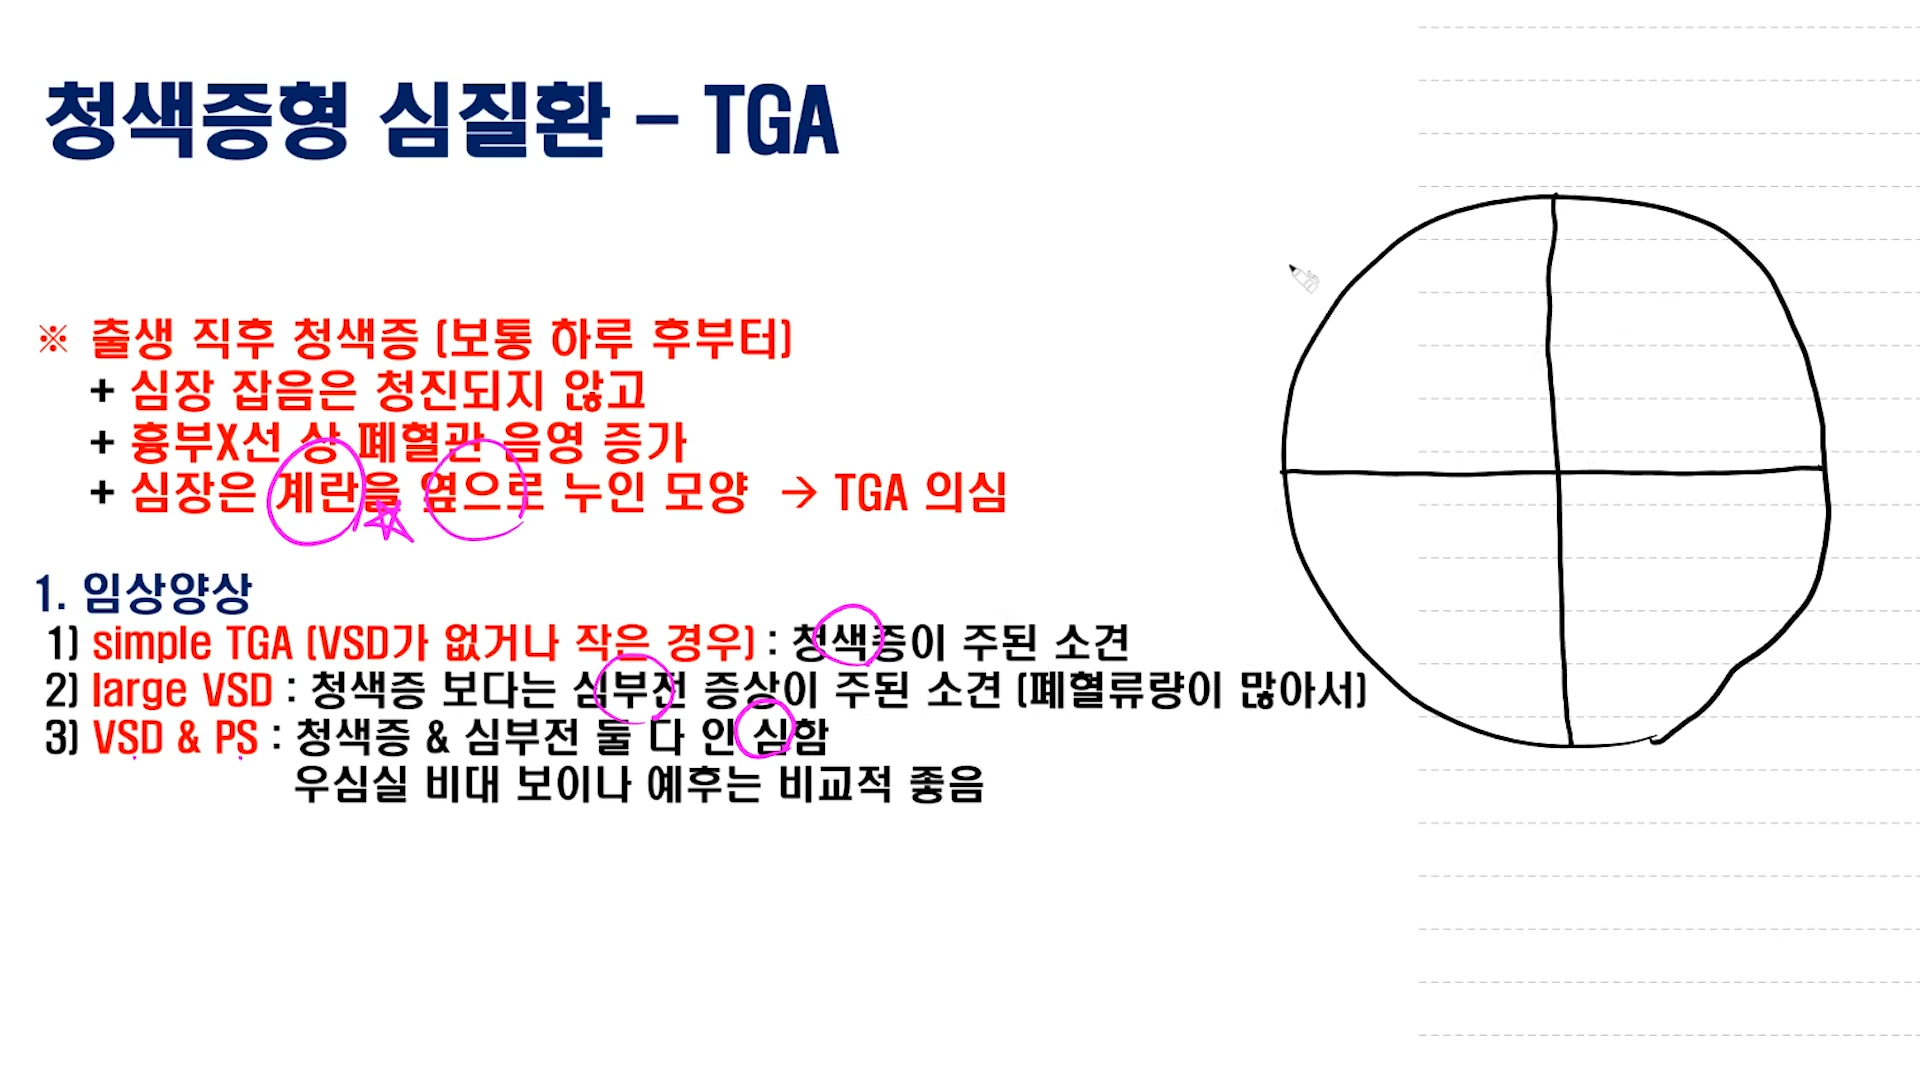 청색증형 심질환 – TGA
※ 출생 직후 청색증 (보통 하루 후부터)
+ 심장 잡음은 청진되지 않고
+ 흉부X선 상 폐혈관 음영 증가
+ 심장은 계란을 옆으로 누인 모양 → TGA 의심
1. 임상양상
1) simple TGA (VSD가 없거나 작은 경우) : 청색증이 주된 소견
2) large VSD : 청색증 보다는 심부전 증상이 주된 소견 (폐혈류량이 많아서)
3) VSD & PS : 청색증 & 심부전 둘 다 안 심함
우심실 비대 보이나 예후는 비교적 좋음